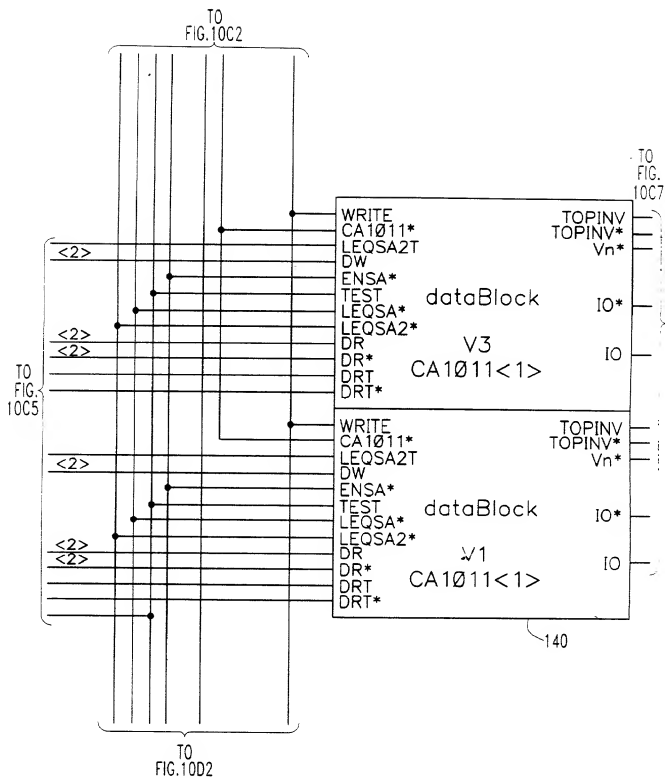 TO
FIG.10C2
TO
FIG.
10C7
WRITE
CA1Ø11*
<2>
LEQSA2T
DW
ENSA*
TEST
LEQSA*
LEQSA2*
<2>
DR
<2>
DR*
DRT
DRT*
dataBlock
V3
CA1Ø11<1>
TOPINV
TOPINV*
Vn*
IO*
IO
TO
FIG.
10C5
WRITE
CA1Ø11*
<2>
LEQSA2T
DW
ENSA*
TEST
LEQSA*
LEQSA2*
<2>
DR
<2>
DR*
DRT
DRT*
dataBlock
V1
CA1Ø11<1>
TOPINV
TOPINV*
Vn*
IO*
IO
140
TO
FIG.10D2